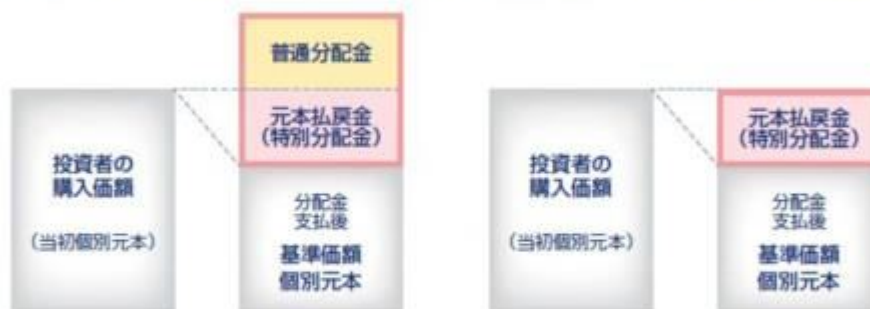 普通分配金
元本払戻金
(特別分配金)
投資者の
購入価額
(当初個別元本)
分配金
支払後
基準価額
個別元本
元本払戻金
(特別分配金)
投資者の
購入価額
(当初個別元本)
分配金
支払後
基準価額
個別元本